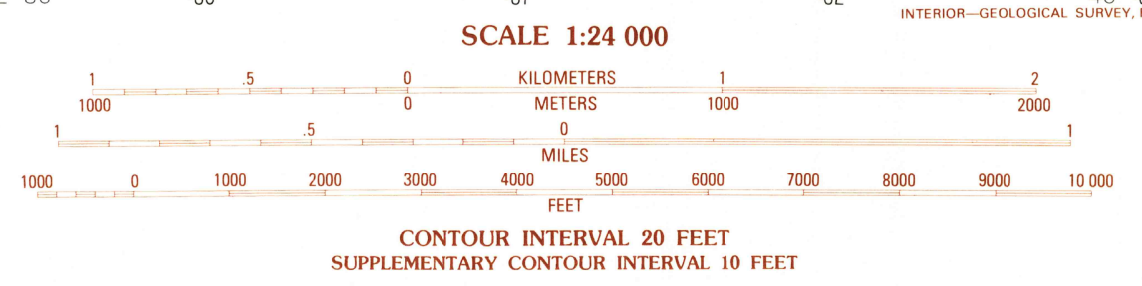 INTERIOR—GEOLOGICAL SURVEY,
SCALE 1:24 000
1 .5 0 KILOMETERS 1 2
1000 0 METERS 1000 2000
1 .5 0 1
MILES
1000 0 1000 2000 3000 4000 5000 6000 7000 8000 9000 10 000
FEET
CONTOUR INTERVAL 20 FEET
SUPPLEMENTARY CONTOUR INTERVAL 10 FEET